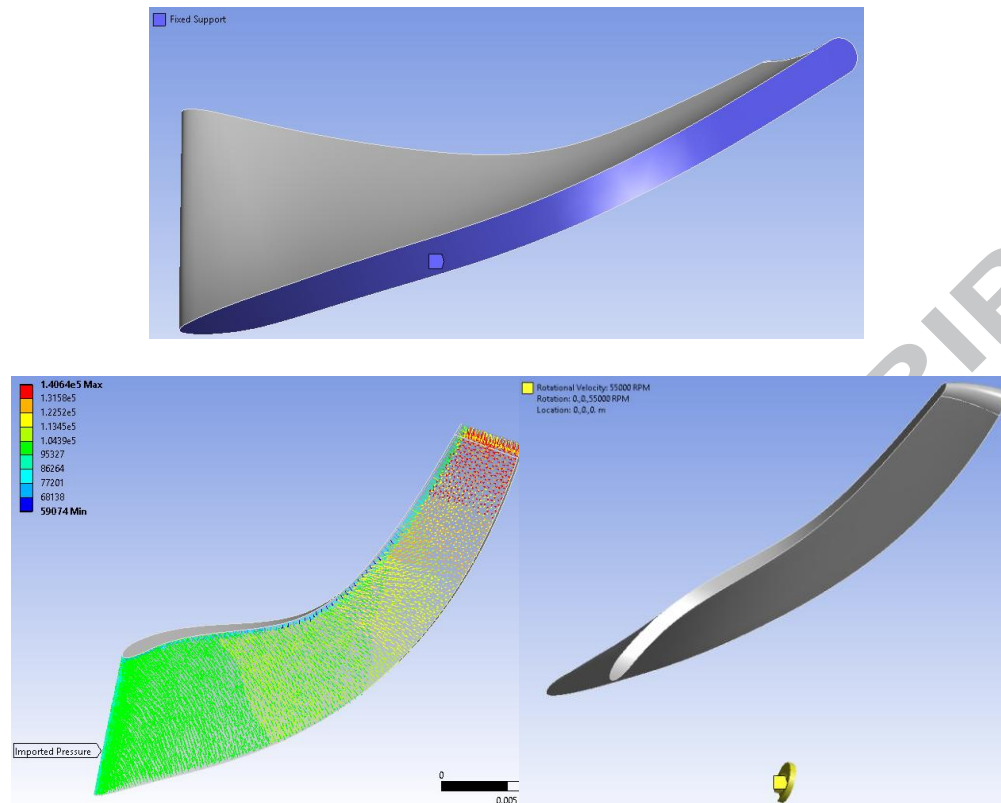 Fixed Support
1.4064e5 Max
1.3158e5
1.2252e5
1.1345e5
1.0439e5
95327
86264
77201
68138
59074 Min
Imported Pressure
0
0.005
Rotational Velocity: 55000 RPM
Rotation: 0.,0.,55000 RPM
Location: 0.,0.,0. m